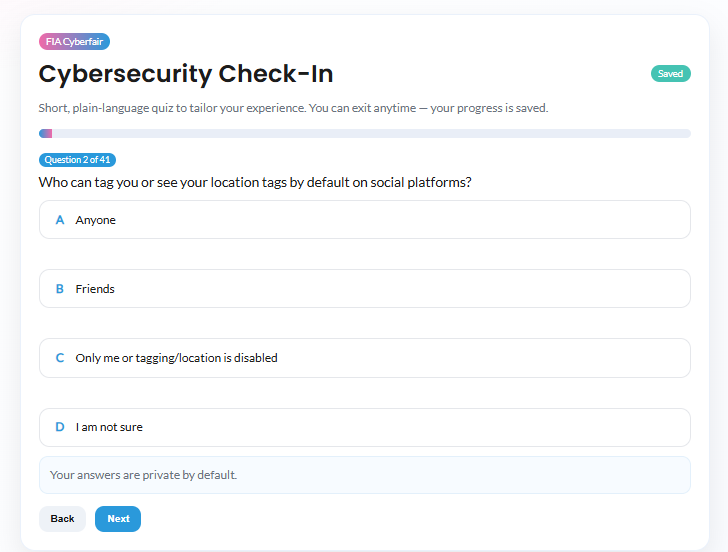 FIA Cyberfair
Cybersecurity Check-In
Saved
Short, plain-language quiz to tailor your experience. You can exit anytime — your progress is saved.
Question 2 of 41
Who can tag you or see your location tags by default on social platforms?
A Anyone
B Friends
C Only me or tagging/location is disabled
D I am not sure
Your answers are private by default.
Back Next